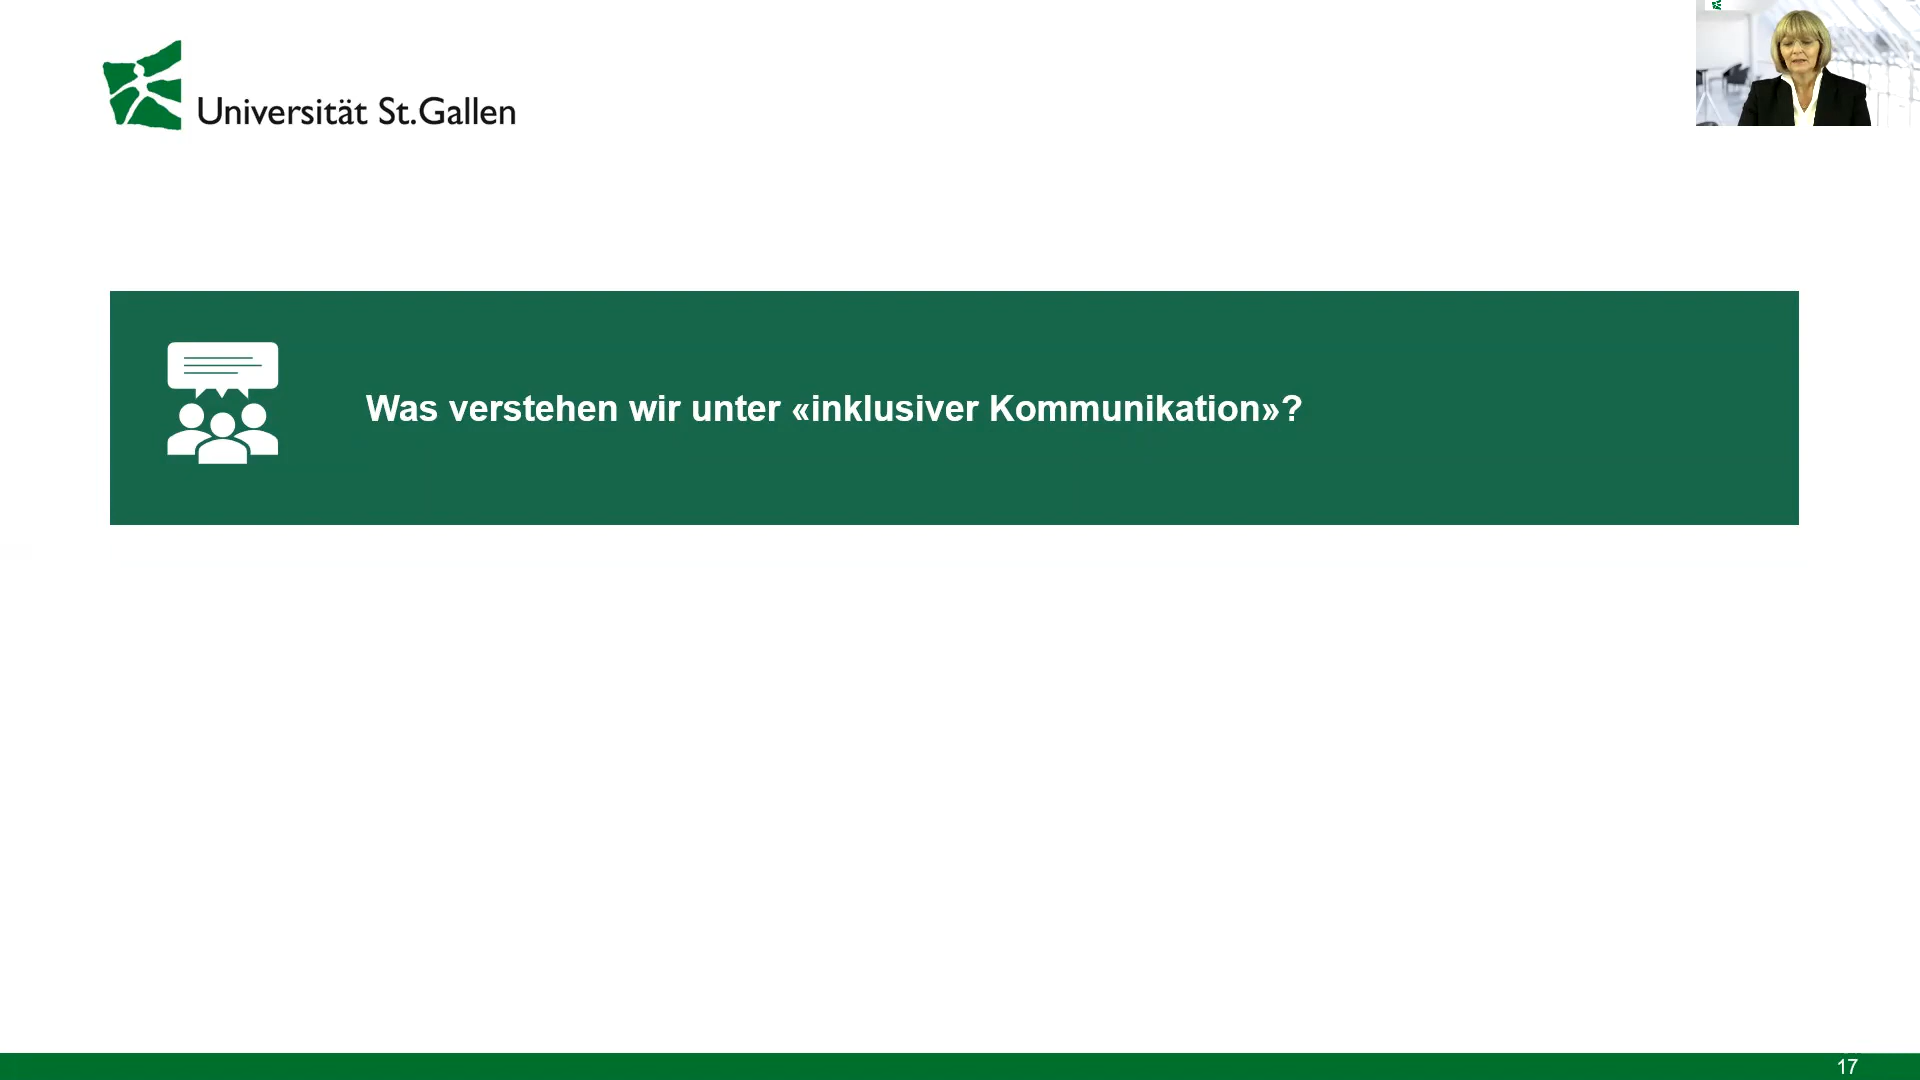 Universität St.Gallen
Was verstehen wir unter «inklusiver Kommunikation»?
17